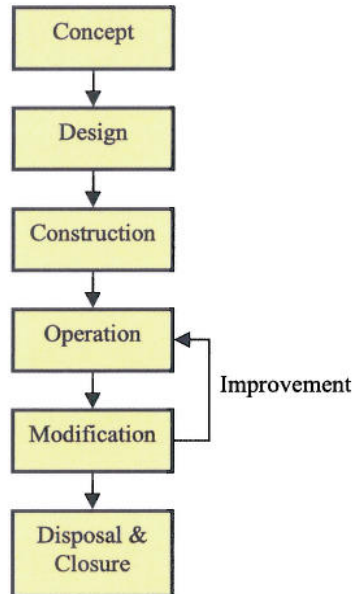 Concept
Design
Construction
Operation
Improvement
Modification
Disposal &
Closure